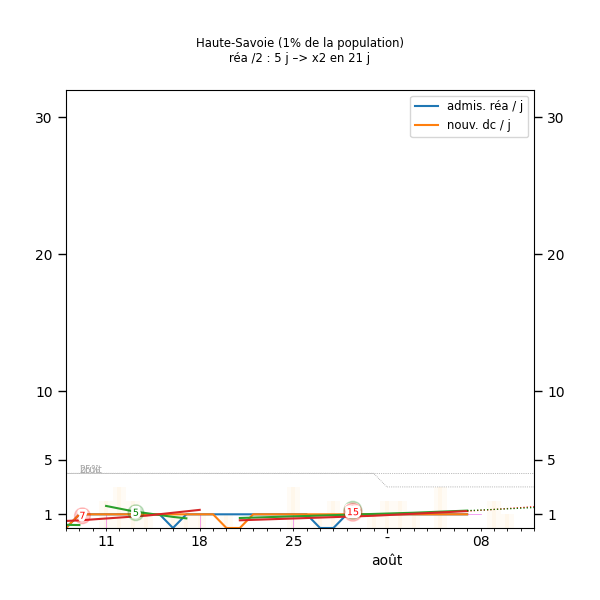 Haute-Savoie (1% de la population)
réa /2 : 5 j –> x2 en 21 j
admis. réa / j
nouv. dc / j
30 30
20 20
10 10
5 5
1 1
7 5 15
11 18 25 - 08
août